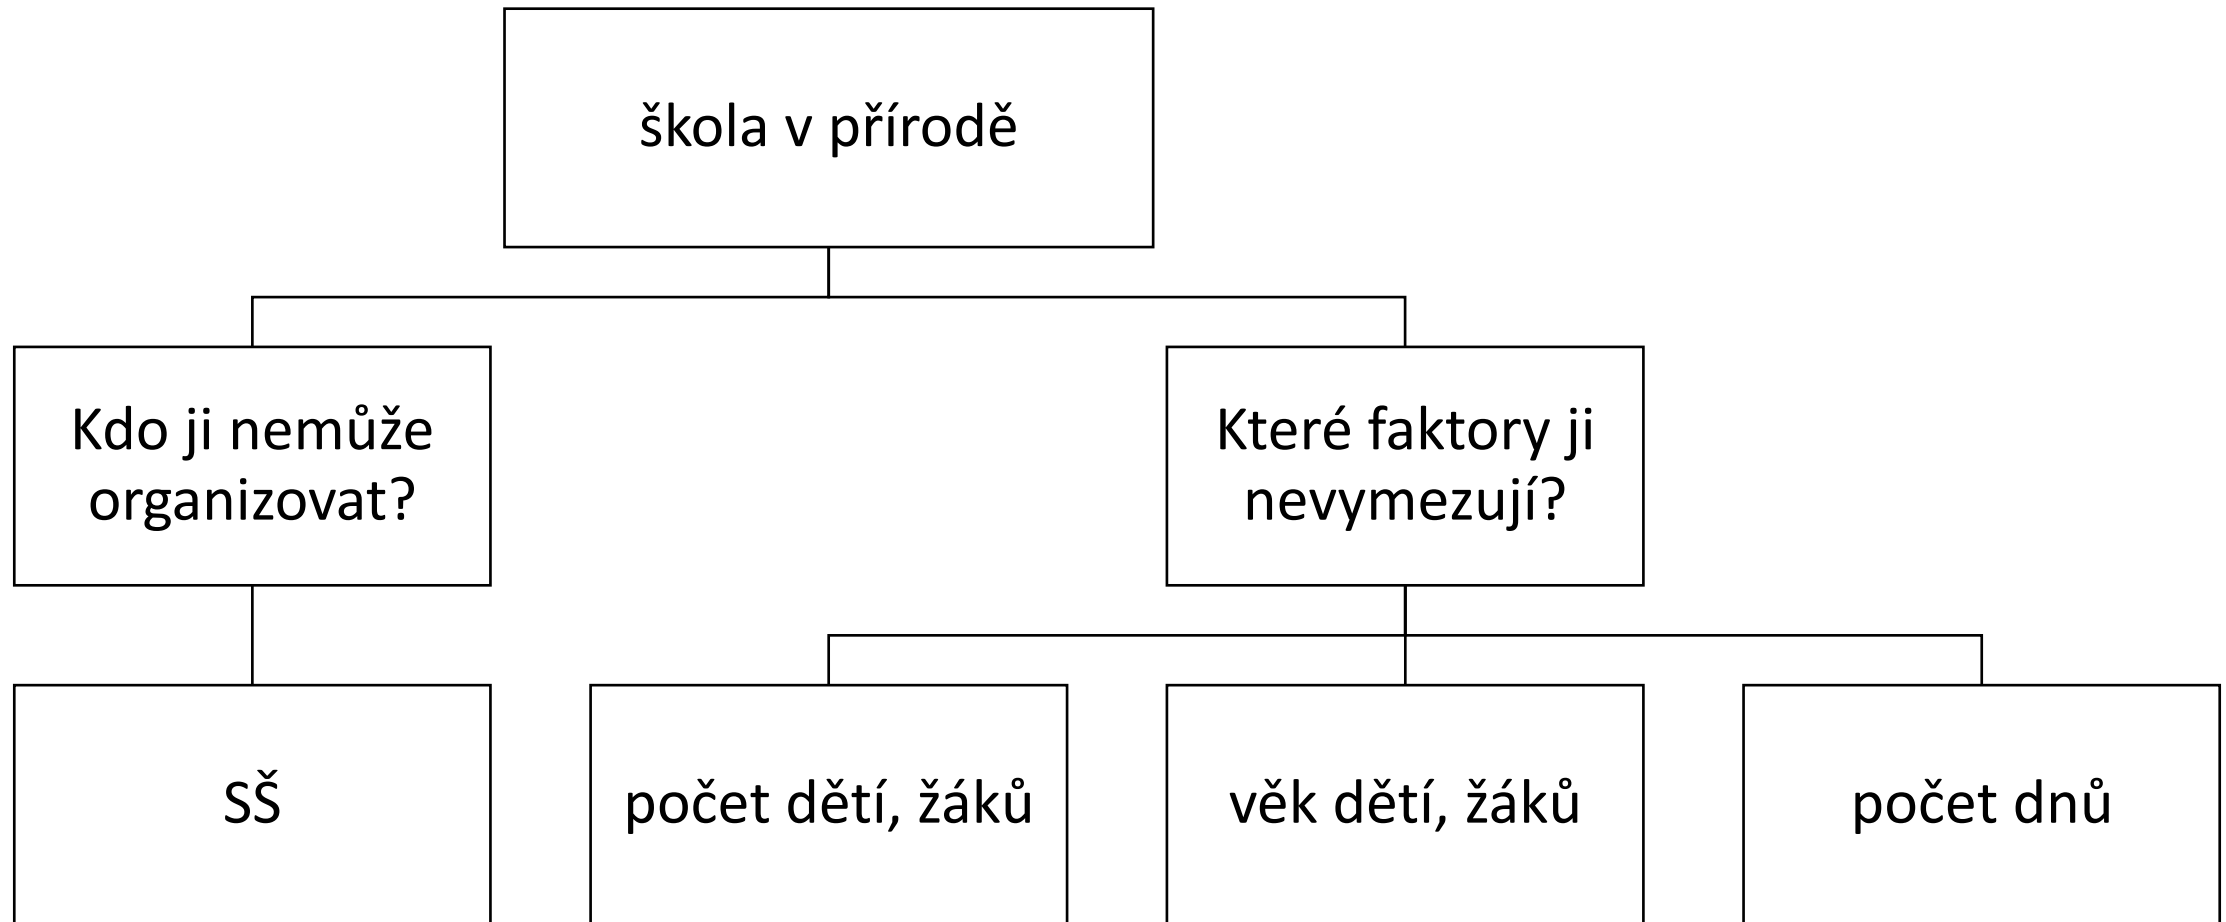 škola v přírodě
Kdo ji nemůže
organizovat?
Které faktory ji
nevymezují?
SŠ
počet dětí, žáků
věk dětí, žáků
počet dnů